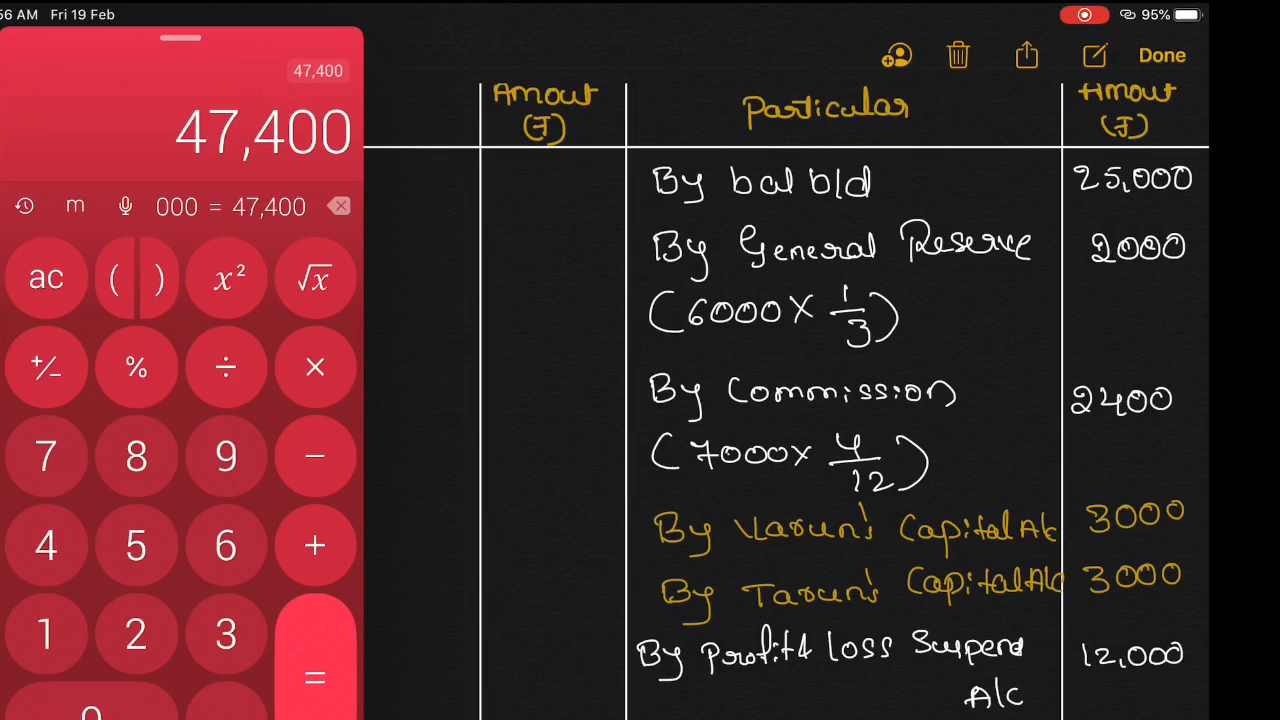 56 AM Fri 19 Feb
95%
47,400
47,400
m 000 = 47,400
ac ( ) x² √x
+/− % ÷ ×
7 8 9 −
4 5 6 +
1 2 3 =
0
Done
Amout Particular Amout
(₹) (₹)
By bal b/d 25,000
By General Reserve 2000
(6000 × 1/3)
By Commission 2400
(7000 × 4/12)
By Varun's Capital A/c 3000
By Tarun's Capital A/c 3000
By Profit & loss Suspend 12,000
A/c